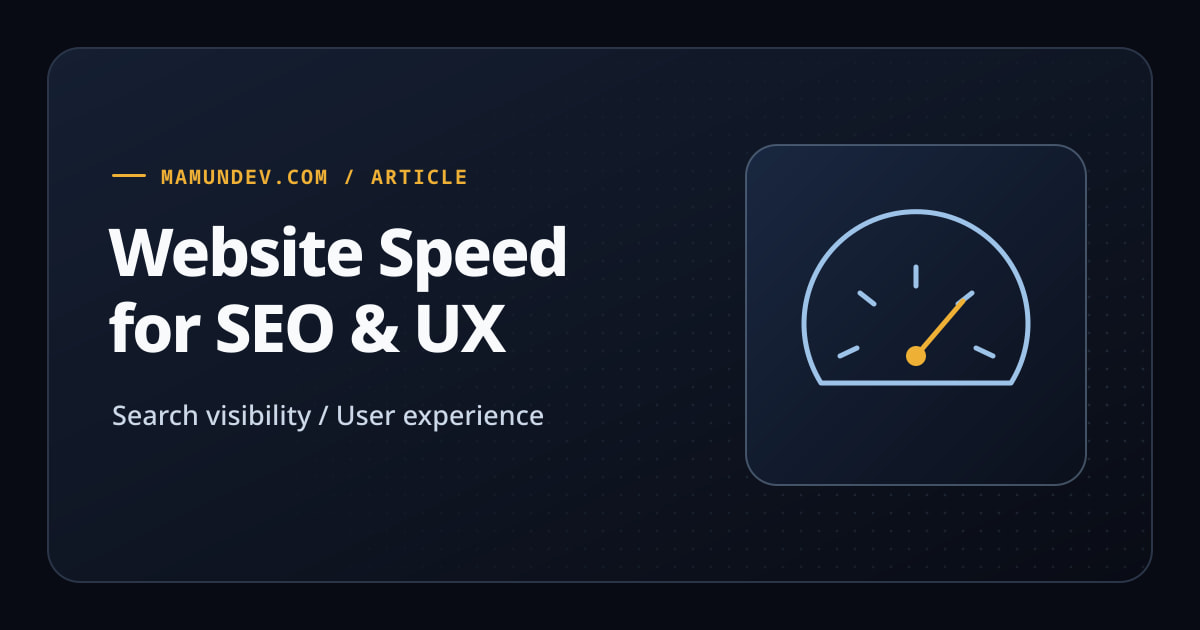 MAMUNDEV.COM / ARTICLE
Website Speed
for SEO & UX
Search visibility / User experience